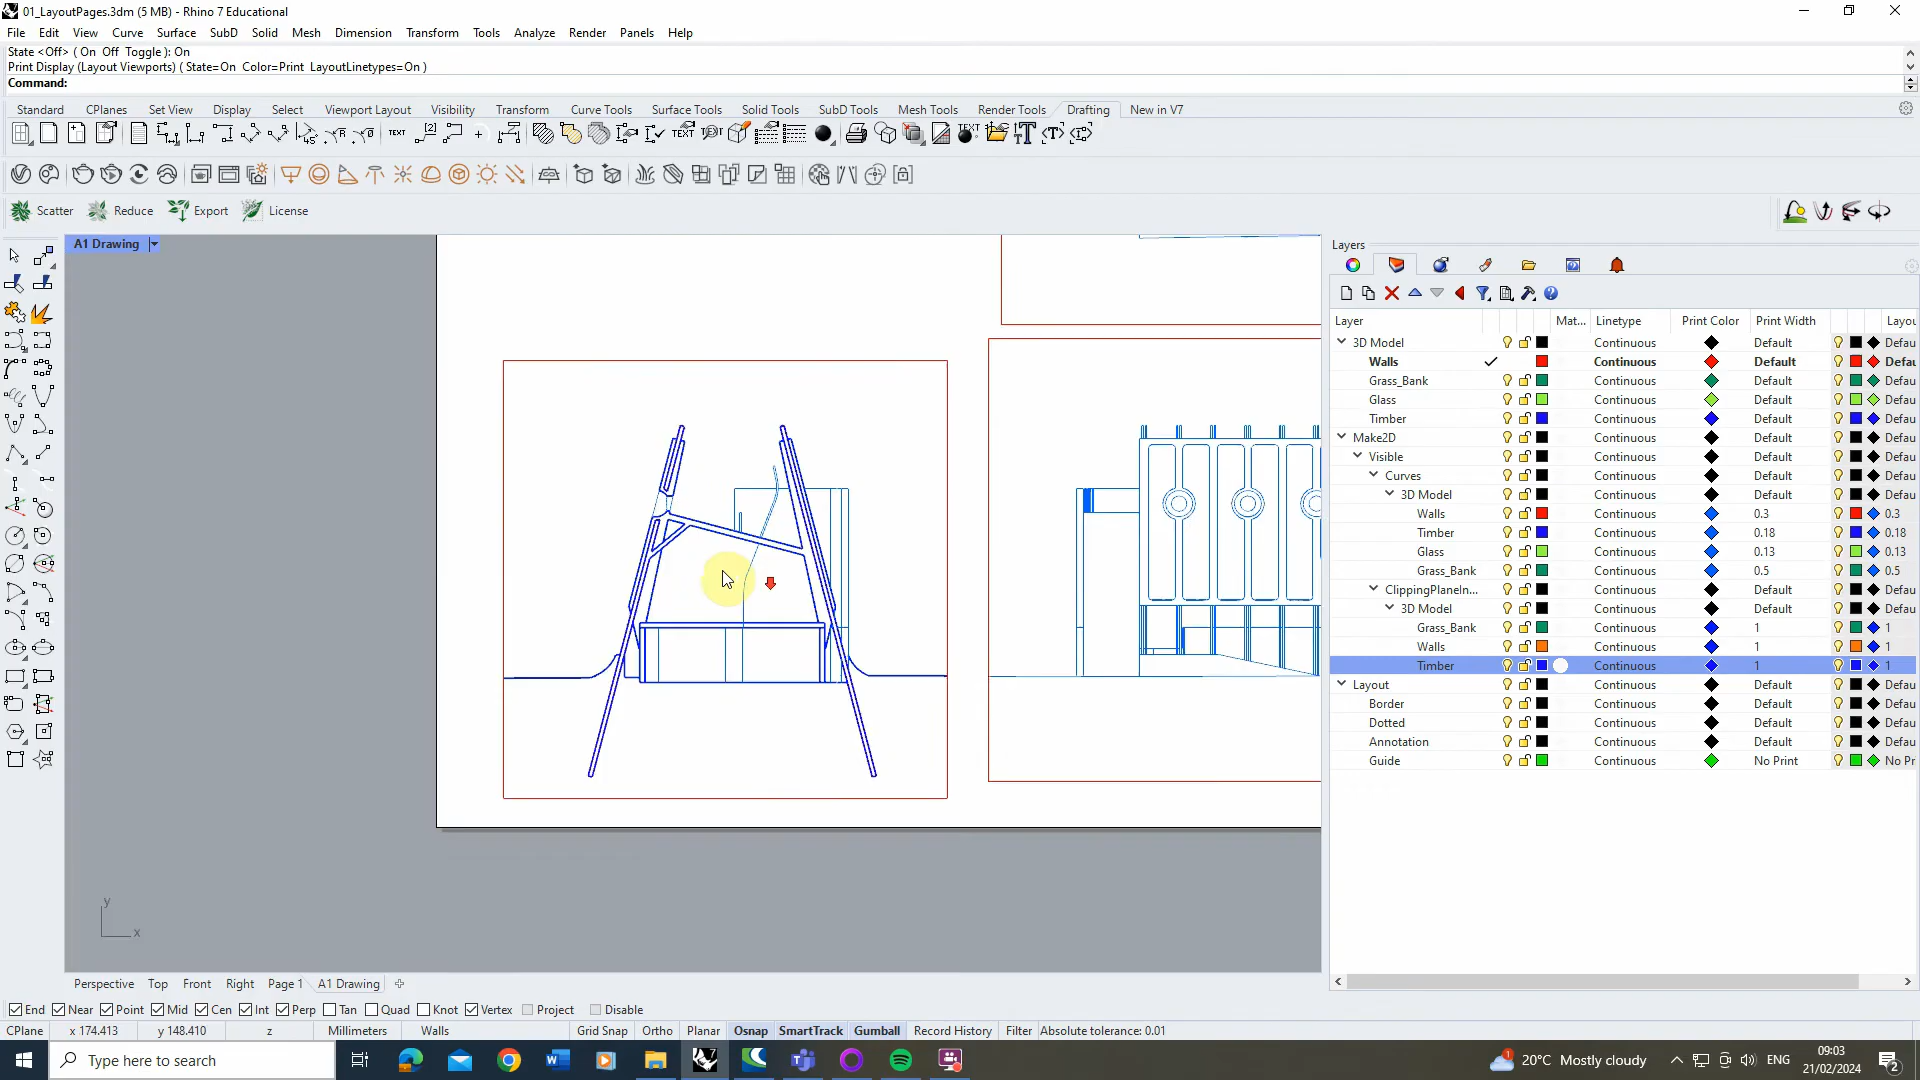 01_LayoutPages.3dm (5 MB) - Rhino 7 Educational
File Edit View Curve Surface SubD Solid Mesh Dimension Transform Tools Analyze Render Panels Help
State <Off> ( On Off Toggle ): On
Print Display (Layout Viewports) ( State=On Color=Print LayoutLinetypes=On )
Command:
Standard CPlanes Set View Display Select Viewport Layout Visibility Transform Curve Tools Surface Tools Solid Tools SubD Tools Mesh Tools Render Tools Drafting New in V7
Scatter Reduce Export License
A1 Drawing
Layers
Layer Mat... Linetype Print Color Print Width Layou
3D Model Continuous Default Defau
Walls Continuous Default Defau
Grass_Bank Continuous Default Defau
Glass Continuous Default Defau
Timber Continuous Default Defau
Make2D Continuous Default Defau
Visible Continuous Default Defau
Curves Continuous Default Defau
3D Model Continuous Default Defau
Walls Continuous 0.3 0.3
Timber Continuous 0.18 0.18
Glass Continuous 0.13 0.13
Grass_Bank Continuous 0.5 0.5
ClippingPlaneIn... Continuous Default Defau
3D Model Continuous Default Defau
Grass_Bank Continuous 1 1
Walls Continuous 1 1
Timber Continuous 1 1
Layout Continuous Default Defau
Border Continuous Default Defau
Dotted Continuous Default Defau
Annotation Continuous Default Defau
Guide Continuous No Print No Pr
y
x
Perspective Top Front Right Page 1 A1 Drawing
End Near Point Mid Cen Int Perp Tan Quad Knot Vertex Project Disable
CPlane x 174.413 y 148.410 z Millimeters Walls Grid Snap Ortho Planar Osnap SmartTrack Gumball Record History Filter Absolute tolerance: 0.01
Type here to search
20°C Mostly cloudy
ENG
09:03
21/02/2024
2